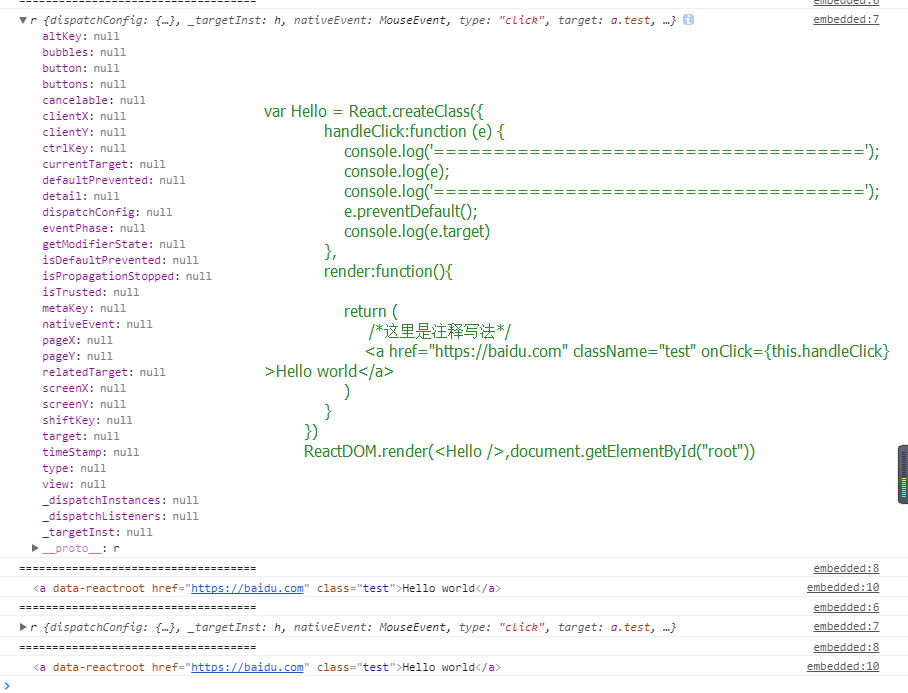 ===================================== embedded:6
▼r {dispatchConfig: {…}, _targetInst: h, nativeEvent: MouseEvent, type: "click", target: a.test, …} i embedded:7
altKey: null
bubbles: null
button: null
buttons: null
cancelable: null
clientX: null
clientY: null
ctrlKey: null
currentTarget: null
defaultPrevented: null
detail: null
dispatchConfig: null
eventPhase: null
getModifierState: null
isDefaultPrevented: null
isPropagationStopped: null
isTrusted: null
metaKey: null
nativeEvent: null
pageX: null
pageY: null
relatedTarget: null
screenX: null
screenY: null
shiftKey: null
target: null
timeStamp: null
type: null
view: null
_dispatchInstances: null
_dispatchListeners: null
_targetInst: null
▶__proto__: r
var Hello = React.createClass({
handleClick:function (e) {
console.log('====================================');
console.log(e);
console.log('====================================');
e.preventDefault();
console.log(e.target)
},
render:function(){
return (
/*这里是注释写法*/
<a href="https://baidu.com" className="test" onClick={this.handleClick}
>Hello world</a>
)
}
})
ReactDOM.render(<Hello />,document.getElementById("root"))
==================================== embedded:8
<a data-reactroot href="https://baidu.com" class="test">Hello world</a> embedded:10
==================================== embedded:6
▶r {dispatchConfig: {…}, _targetInst: h, nativeEvent: MouseEvent, type: "click", target: a.test, …} embedded:7
==================================== embedded:8
<a data-reactroot href="https://baidu.com" class="test">Hello world</a> embedded:10
>